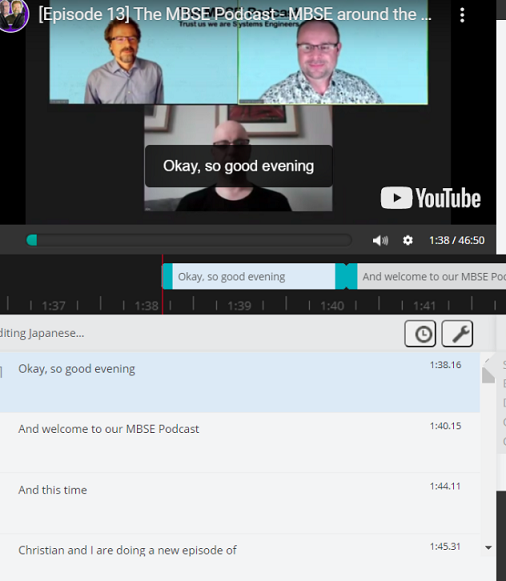 [Episode 13] The MBSE Podcast - MBSE around the ...
Trust us we are Systems Engineers
Okay, so good evening
YouTube
1:38 / 46:50
Okay, so good evening
And welcome to our MBSE Po
1:37 1:38 1:39 1:40 1:41
diting Japanese...
Okay, so good evening 1:38.16
And welcome to our MBSE Podcast 1:40.15
And this time 1:44.11
Christian and I are doing a new episode of 1:45.31